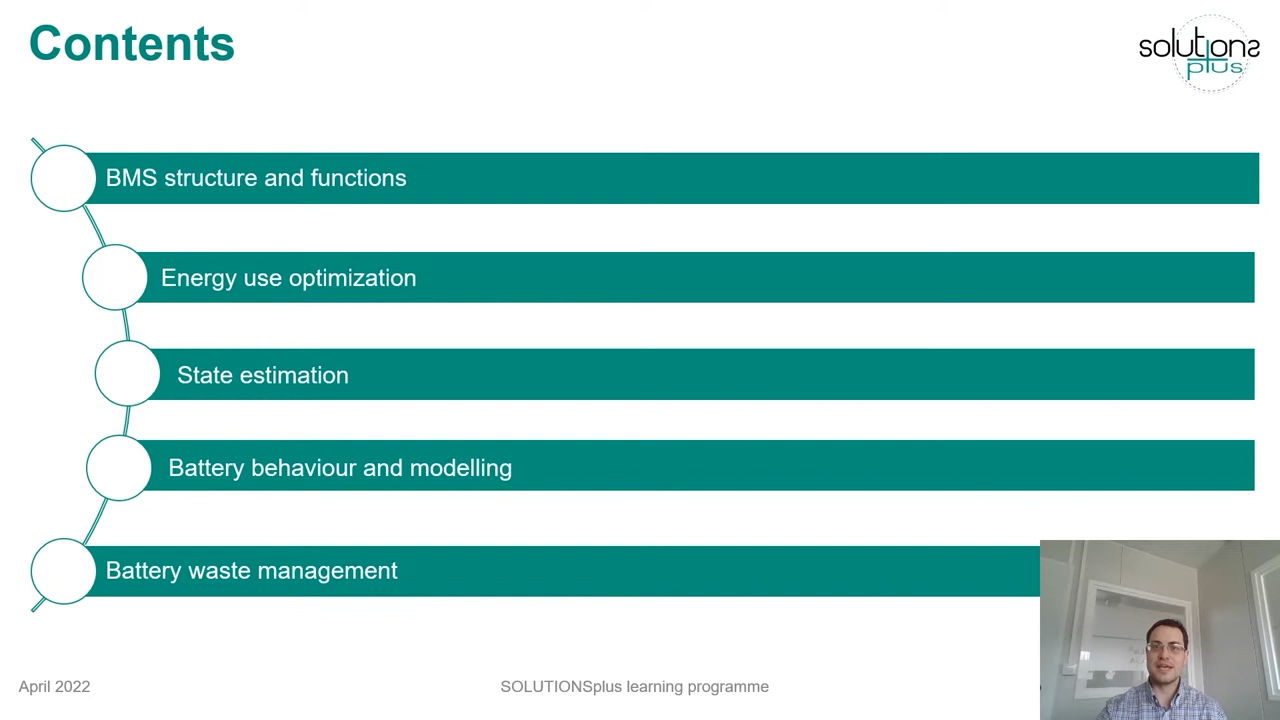 Contents
solutions
plus
BMS structure and functions
Energy use optimization
State estimation
Battery behaviour and modelling
Battery waste management
April 2022
SOLUTIONSplus learning programme